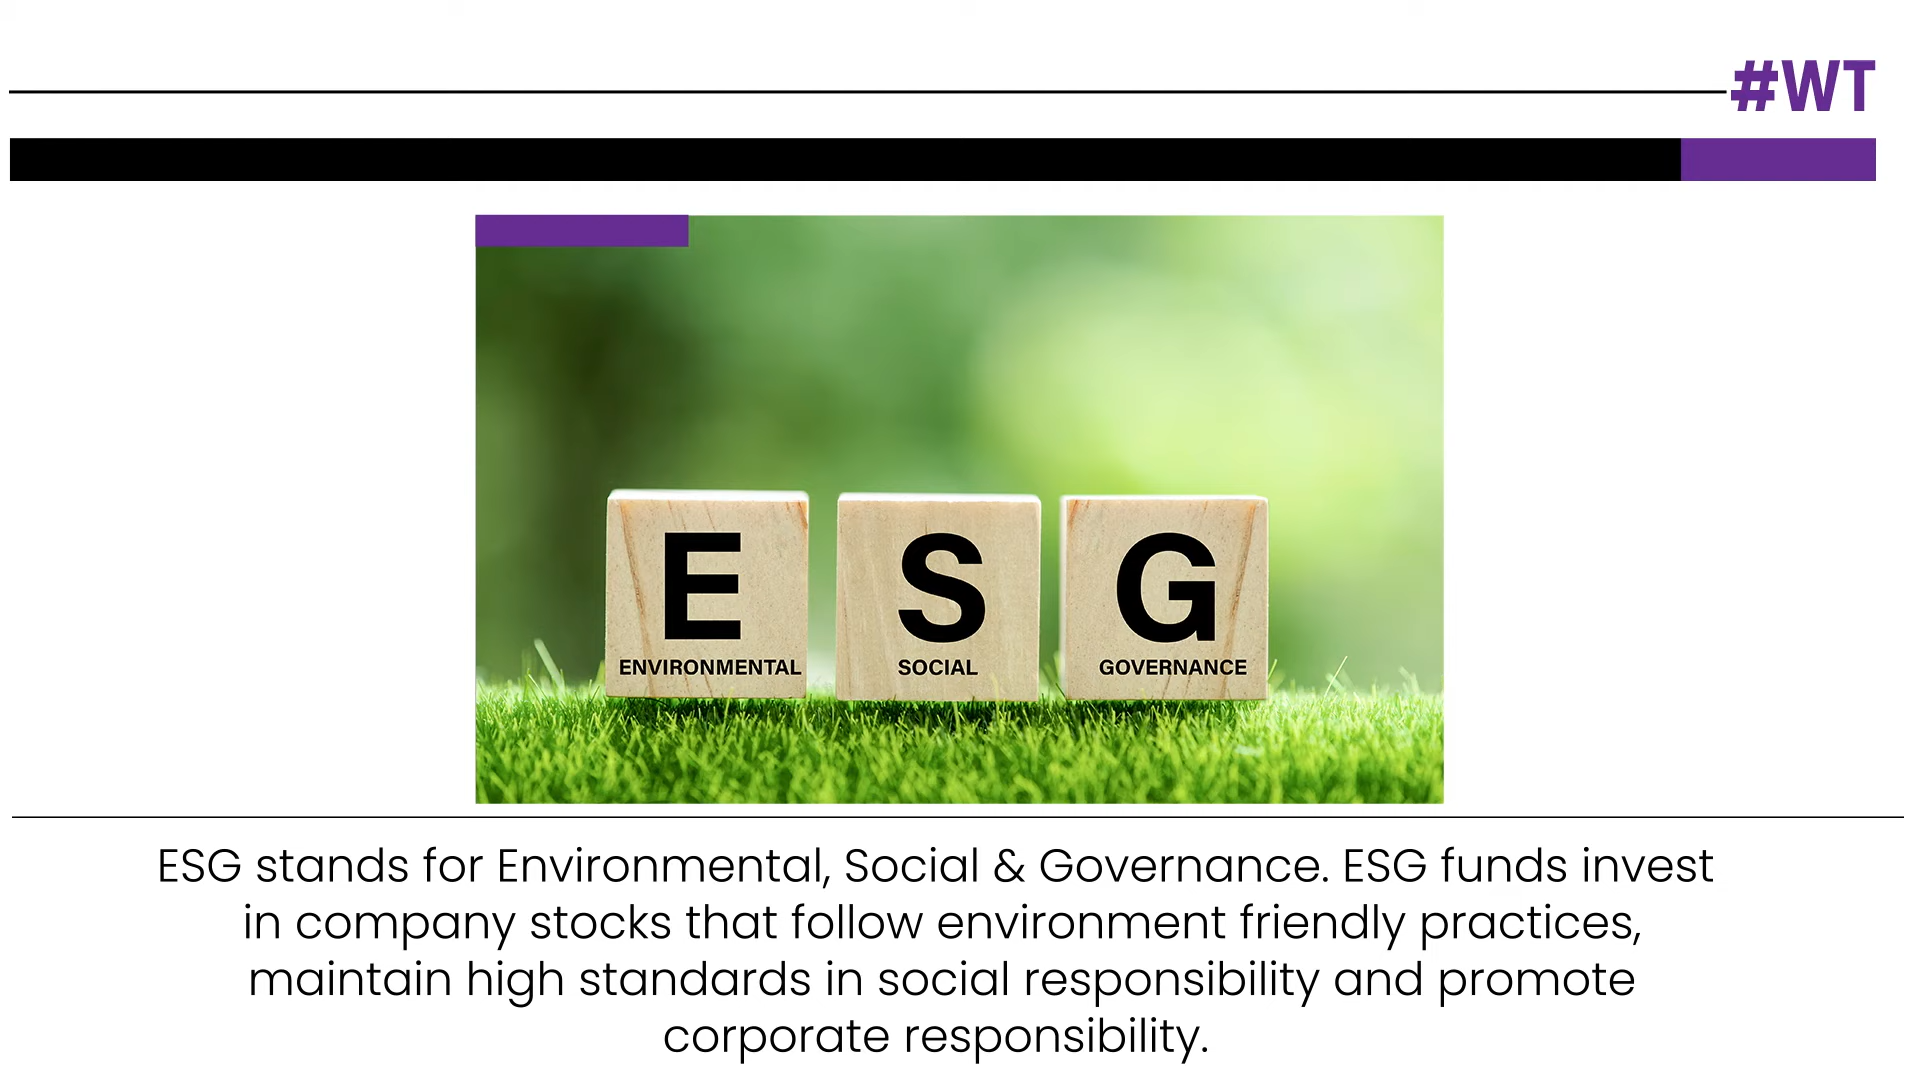 #WT
E S G
ENVIRONMENTAL SOCIAL GOVERNANCE
ESG stands for Environmental, Social & Governance. ESG funds invest
in company stocks that follow environment friendly practices,
maintain high standards in social responsibility and promote
corporate responsibility.